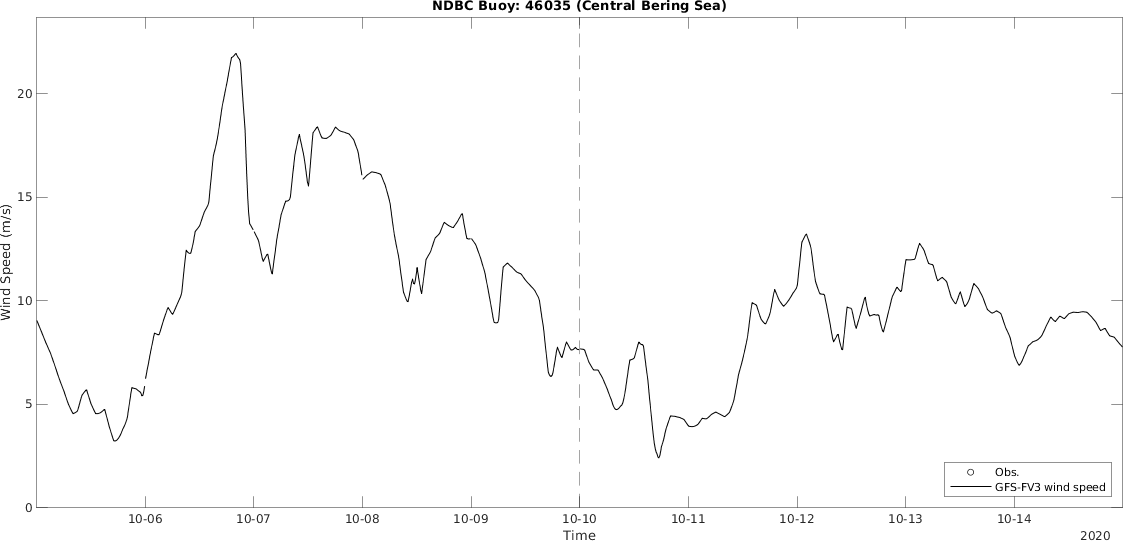 NDBC Buoy: 46035 (Central Bering Sea)
Wind Speed (m/s)
20
15
10
5
0
10-06 10-07 10-08 10-09 10-10 10-11 10-12 10-13 10-14
Time
2020
Obs.
GFS-FV3 wind speed